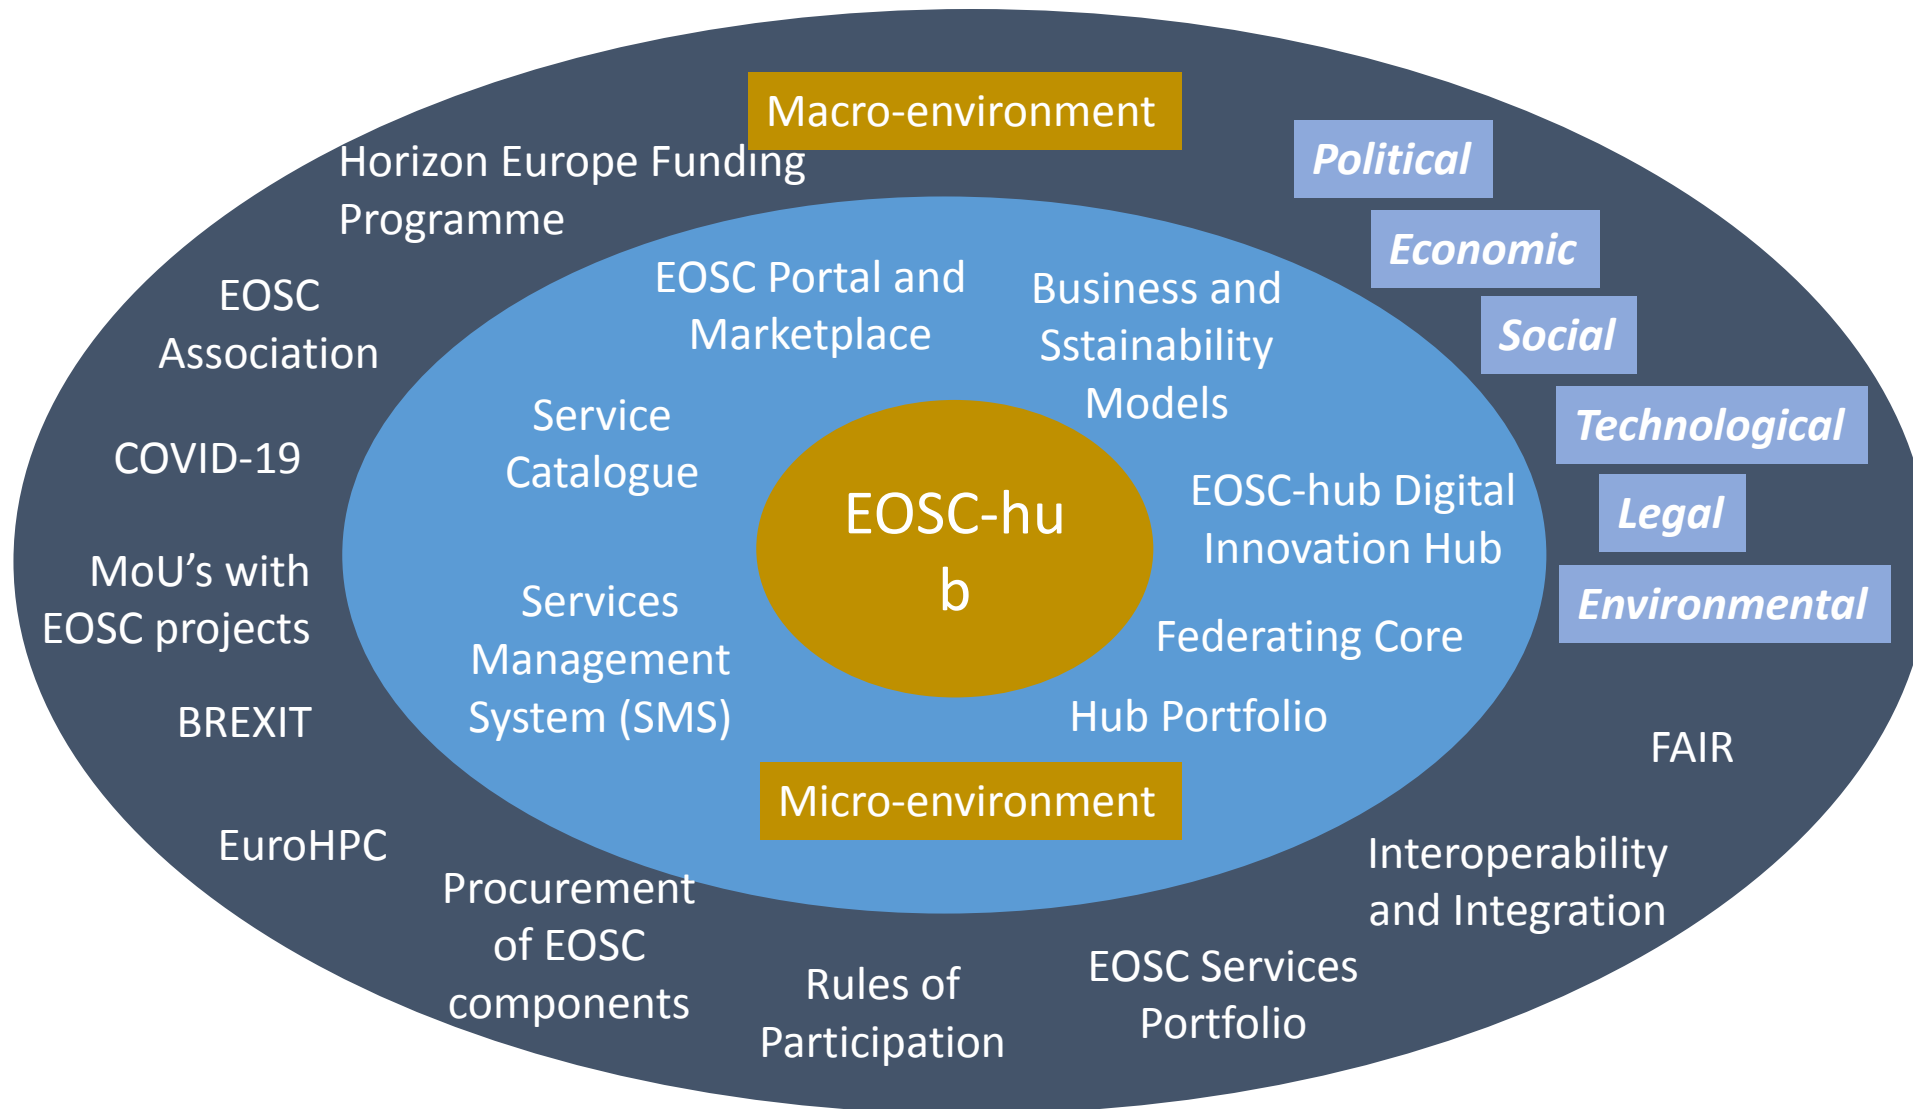 Macro-environment
Horizon Europe Funding
Programme
Political
Economic
Social
Technological
Legal
Environmental
EOSC
Association
COVID-19
MoU’s with
EOSC projects
BREXIT
EuroHPC
Procurement
of EOSC
components
Rules of
Participation
EOSC Services
Portfolio
Interoperability
and Integration
FAIR
EOSC Portal and
Marketplace
Business and
Sstainability
Models
Service
Catalogue
EOSC-hub Digital
Innovation Hub
Services
Management
System (SMS)
Federating Core
Hub Portfolio
Micro-environment
EOSC-hu
b